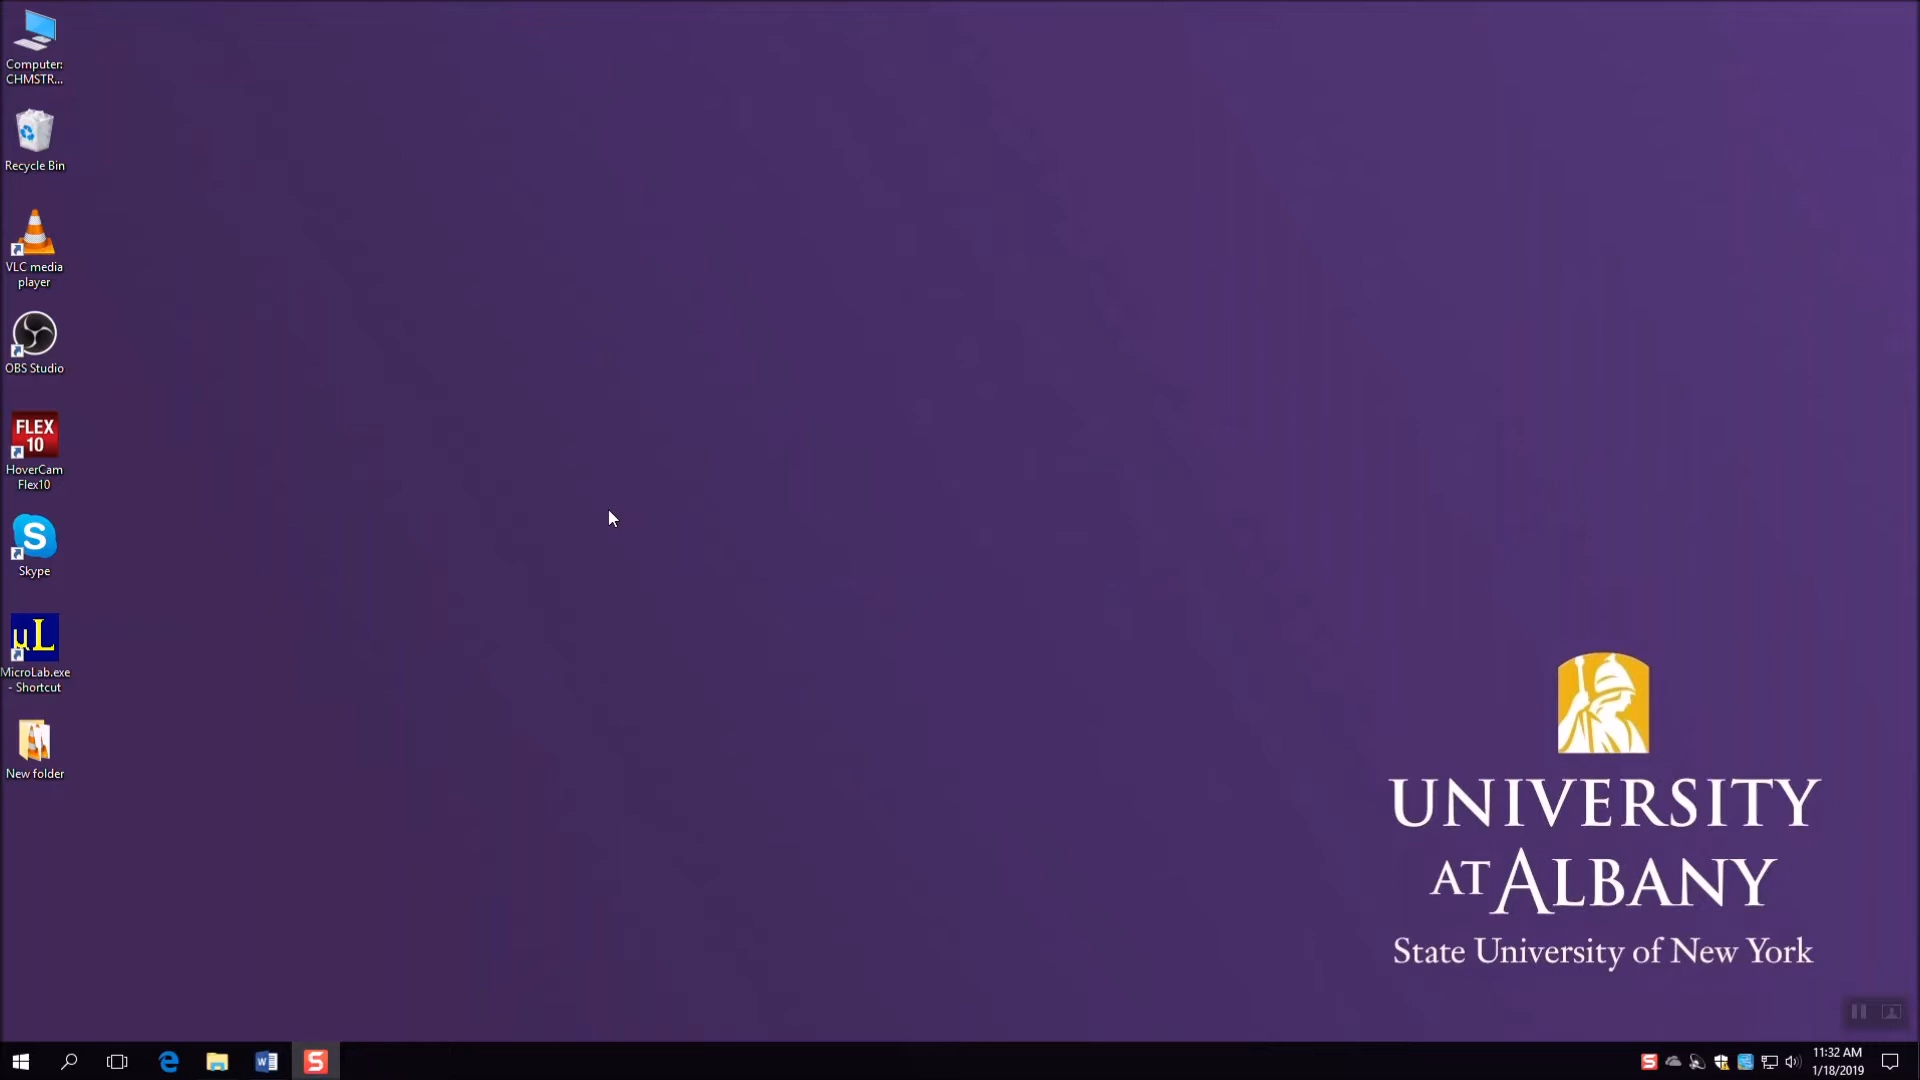 Computer:
CHMSTR...
Recycle Bin
VLC media
player
OBS Studio
FLEX
10
HoverCam
Flex10
S
Skype
µL
MicroLab.exe
- Shortcut
New folder
UNIVERSITY
AT ALBANY
State University of New York
W
S
S
11:32 AM
1/18/2019